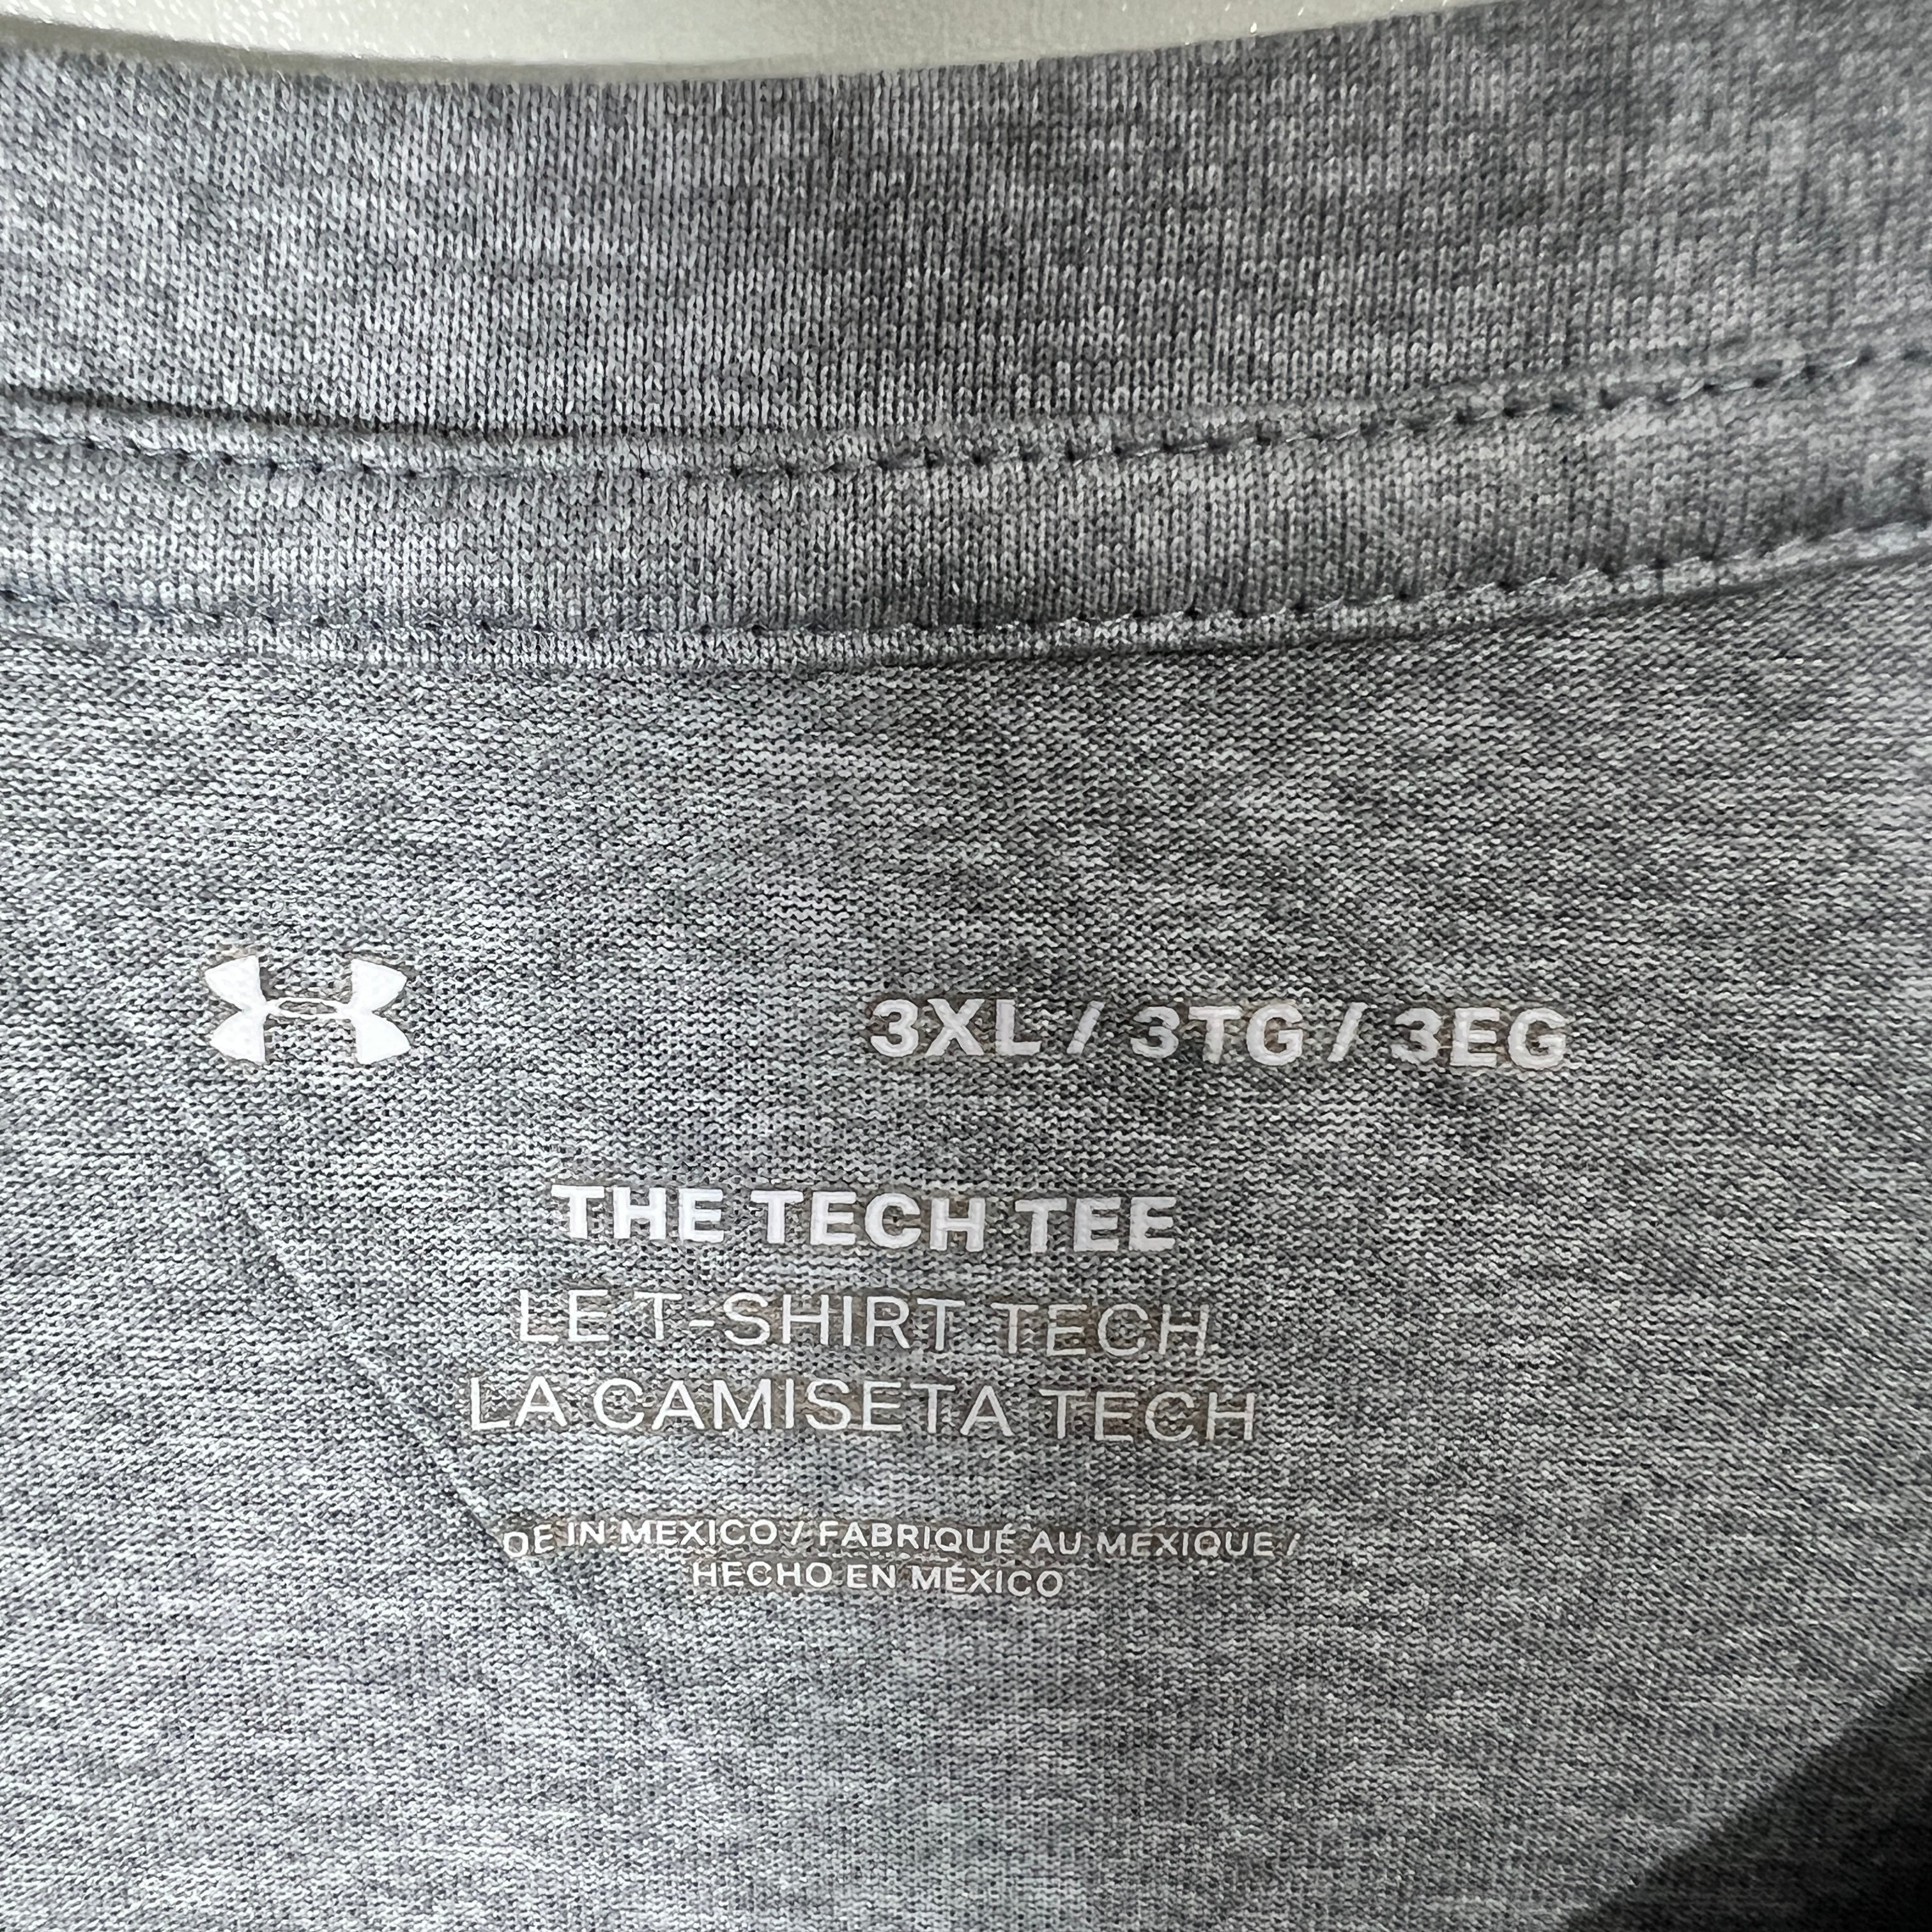 3XL / 3TG / 3EG
THE TECH TEE
LE T-SHIRT TECH
LA CAMISETA TECH
DE IN MEXICO / FABRIQUÉ AU MEXIQUE /
HECHO EN MÉXICO